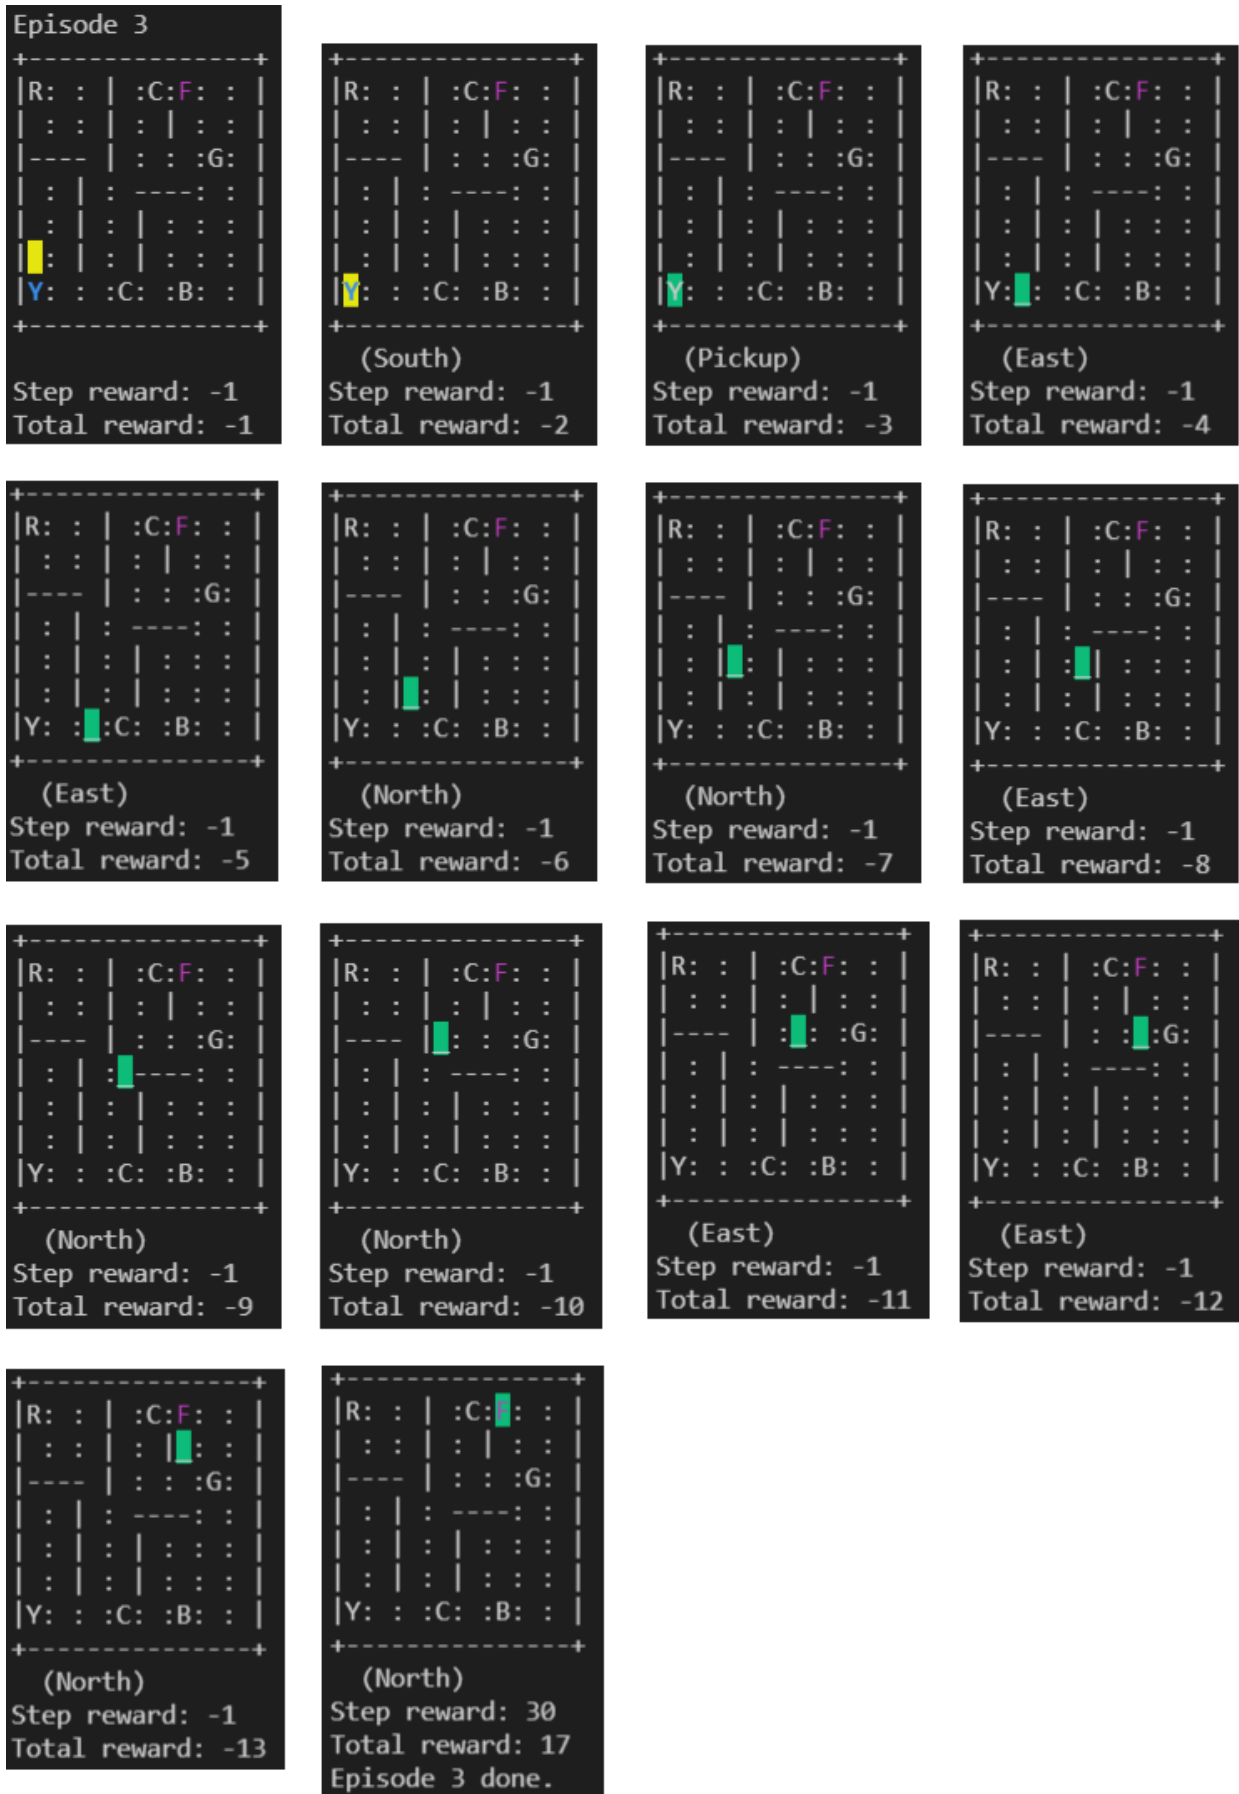 Episode 3
+---------------+
|R: : | :C:F: : |
| : : | : | : : |
|---- | : : :G: |
| : | : ----: : |
| : | : | : : : |
| : | : | : : : |
|Y: : :C: :B: : |
+---------------+
Step reward: -1
Total reward: -1
+---------------+
|R: : | :C:F: : |
| : : | : | : : |
|---- | : : :G: |
| : | : ----: : |
| : | : | : : : |
| : | : | : : : |
|Y: : :C: :B: : |
+---------------+
(South)
Step reward: -1
Total reward: -2
+---------------+
|R: : | :C:F: : |
| : : | : | : : |
|---- | : : :G: |
| : | : ----: : |
| : | : | : : : |
| : | : | : : : |
|Y: : :C: :B: : |
+---------------+
(Pickup)
Step reward: -1
Total reward: -3
+---------------+
|R: : | :C:F: : |
| : : | : | : : |
|---- | : : :G: |
| : | : ----: : |
| : | : | : : : |
| : | : | : : : |
|Y:_: :C: :B: : |
+---------------+
(East)
Step reward: -1
Total reward: -4
+---------------+
|R: : | :C:F: : |
| : : | : | : : |
|---- | : : :G: |
| : | : ----: : |
| : | : | : : : |
| : | : | : : : |
|Y: :_:C: :B: : |
+---------------+
(East)
Step reward: -1
Total reward: -5
+---------------+
|R: : | :C:F: : |
| : : | : | : : |
|---- | : : :G: |
| : | : ----: : |
| : | : | : : : |
| : |_: | : : : |
|Y: : :C: :B: : |
+---------------+
(North)
Step reward: -1
Total reward: -6
+---------------+
|R: : | :C:F: : |
| : : | : | : : |
|---- | : : :G: |
| : | : ----: : |
| : |_: | : : : |
| : | : | : : : |
|Y: : :C: :B: : |
+---------------+
(North)
Step reward: -1
Total reward: -7
+---------------+
|R: : | :C:F: : |
| : : | : | : : |
|---- | : : :G: |
| : | : ----: : |
| : | :_| : : : |
| : | : | : : : |
|Y: : :C: :B: : |
+---------------+
(East)
Step reward: -1
Total reward: -8
+---------------+
|R: : | :C:F: : |
| : : | : | : : |
|---- | : : :G: |
| : | :_----: : |
| : | : | : : : |
| : | : | : : : |
|Y: : :C: :B: : |
+---------------+
(North)
Step reward: -1
Total reward: -9
+---------------+
|R: : | :C:F: : |
| : : | : | : : |
|---- |_: : :G: |
| : | : ----: : |
| : | : | : : : |
| : | : | : : : |
|Y: : :C: :B: : |
+---------------+
(North)
Step reward: -1
Total reward: -10
+---------------+
|R: : | :C:F: : |
| : : | : | : : |
|---- | :_: :G: |
| : | : ----: : |
| : | : | : : : |
| : | : | : : : |
|Y: : :C: :B: : |
+---------------+
(East)
Step reward: -1
Total reward: -11
+---------------+
|R: : | :C:F: : |
| : : | : | : : |
|---- | : :_:G: |
| : | : ----: : |
| : | : | : : : |
| : | : | : : : |
|Y: : :C: :B: : |
+---------------+
(East)
Step reward: -1
Total reward: -12
+---------------+
|R: : | :C:F: : |
| : : | : |_: : |
|---- | : : :G: |
| : | : ----: : |
| : | : | : : : |
| : | : | : : : |
|Y: : :C: :B: : |
+---------------+
(North)
Step reward: -1
Total reward: -13
+---------------+
|R: : | :C:F: : |
| : : | : | : : |
|---- | : : :G: |
| : | : ----: : |
| : | : | : : : |
| : | : | : : : |
|Y: : :C: :B: : |
+---------------+
(North)
Step reward: 30
Total reward: 17
Episode 3 done.